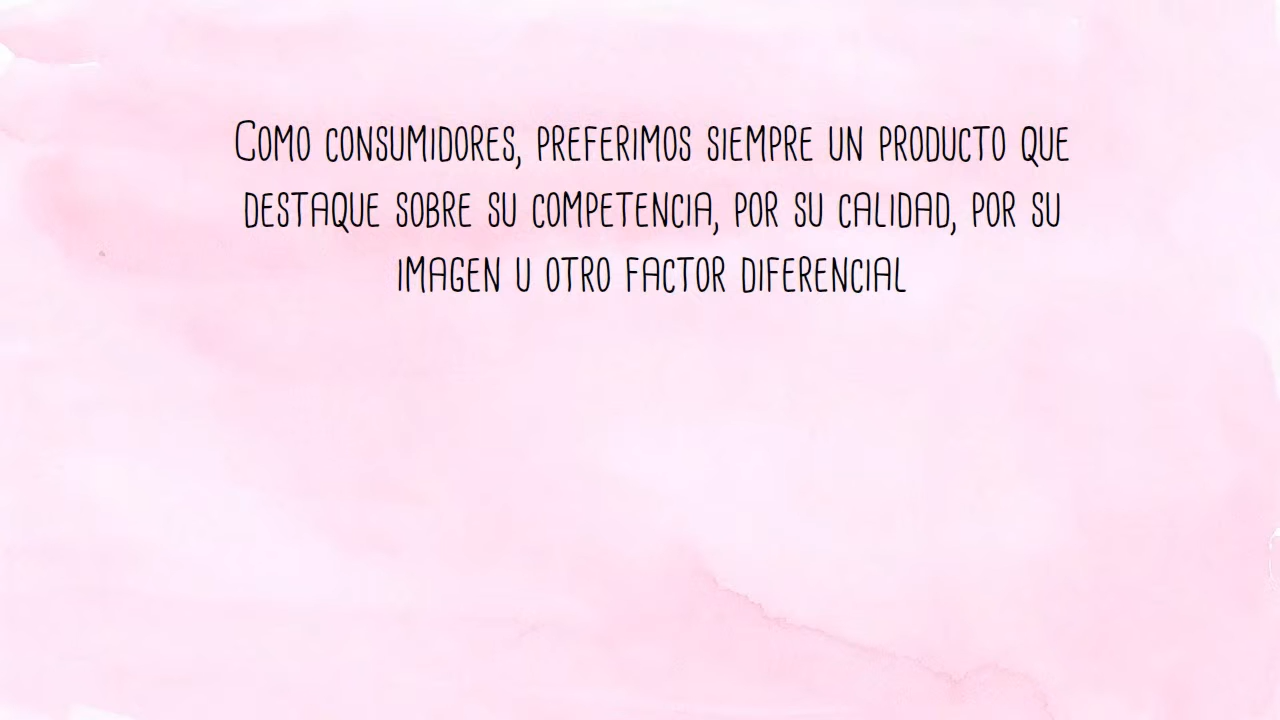 Como consumidores, preferimos siempre un producto que
destaque sobre su competencia, por su calidad, por su
imagen u otro factor diferencial